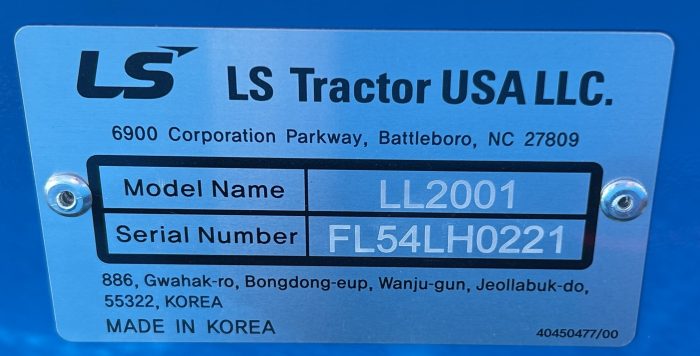 LS LS Tractor USA LLC.
6900 Corporation Parkway, Battleboro, NC 27809
Model Name LL2001
Serial Number FL54LH0221
886, Gwahak-ro, Bongdong-eup, Wanju-gun, Jeollabuk-do,
55322, KOREA
MADE IN KOREA 40450477/00